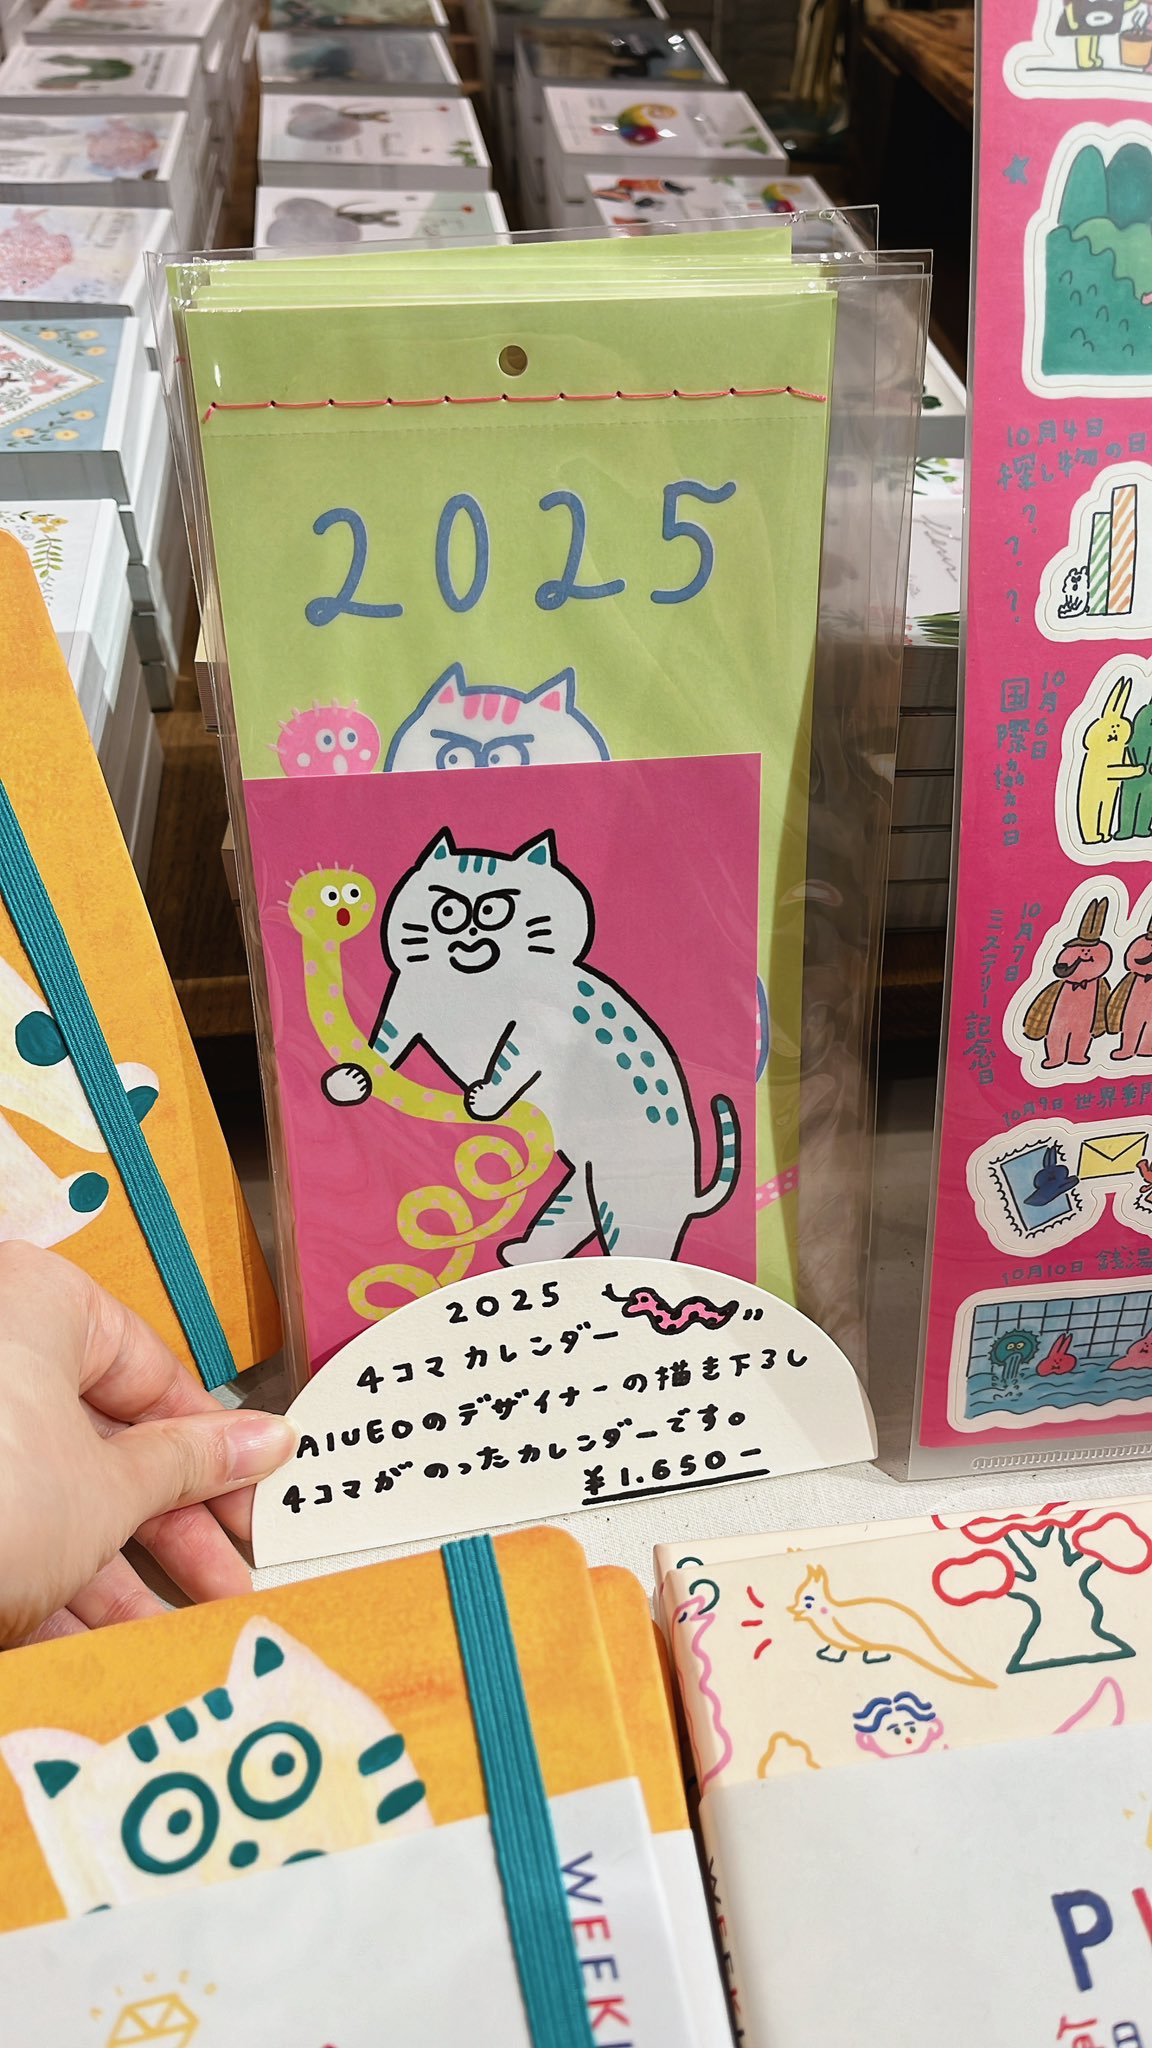 2025
2025
4コマ カレンダー
AIUEOのデザイナーの描き下ろし
4コマがのったカレンダーです。
¥1.650-
10月4日
探し物の日
? ? ?
10月6日
国際協力の日
10月7日
ミステリー記念日
10月9日 世界郵
10月10日 銭湯
WEEKL
AIUEO
P